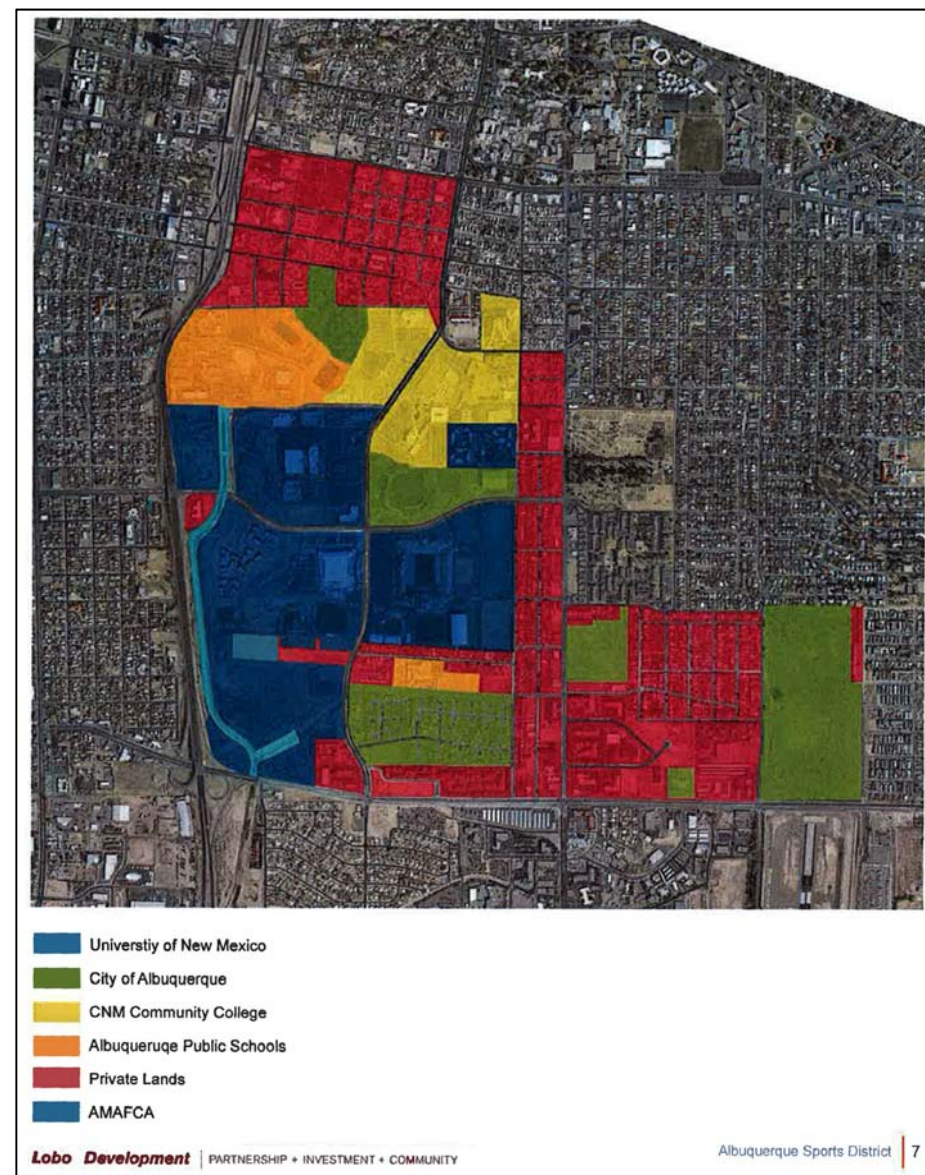 Universtiy of New Mexico
City of Albuquerque
CNM Community College
Albuqueruqe Public Schools
Private Lands
AMAFCA
Lobo Development | PARTNERSHIP + INVESTMENT + COMMUNITY
Albuquerque Sports District | 7